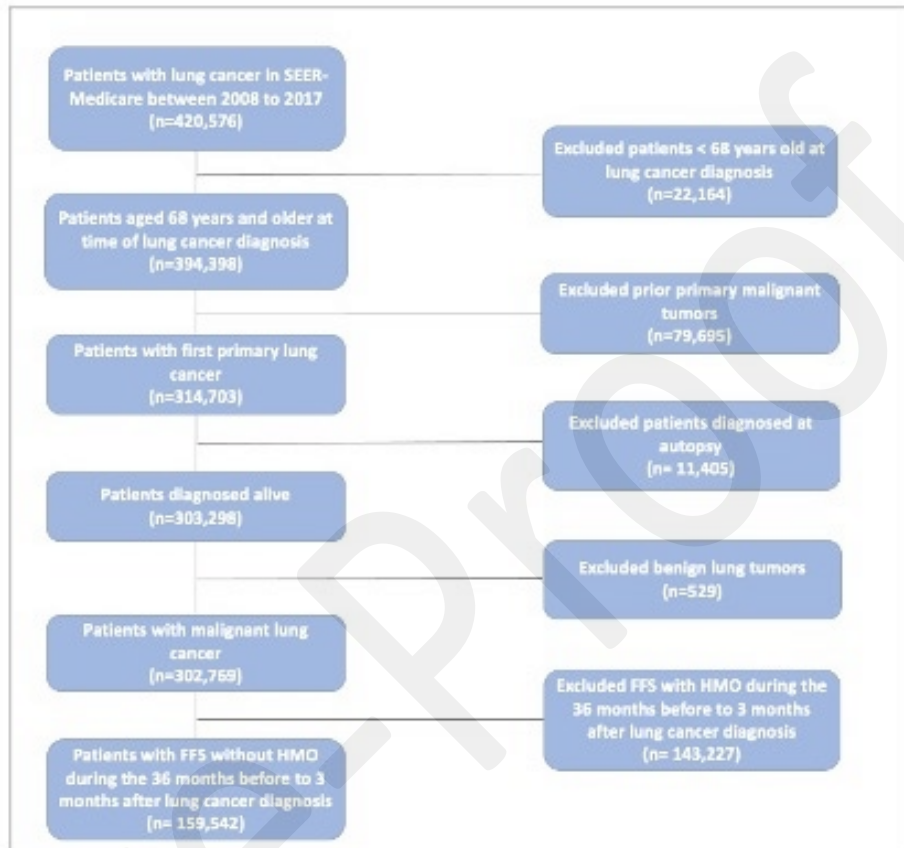 Patients with lung cancer in SEER-
Medicare between 2008 to 2017
(n=420,576)
Excluded patients < 68 years old at
lung cancer diagnosis
(n=22,164)
Patients aged 68 years and older at
time of lung cancer diagnosis
(n=394,398)
Excluded prior primary malignant
tumors
(n=79,695)
Patients with first primary lung
cancer
(n=314,703)
Excluded patients diagnosed at
autopsy
(n= 11,405)
Patients diagnosed alive
(n=303,298)
Excluded benign lung tumors
(n=529)
Patients with malignant lung
cancer
(n=302,769)
Excluded FFS with HMO during the
36 months before to 3 months
after lung cancer diagnosis
(n= 143,227)
Patients with FFS without HMO
during the 36 months before to 3
months after lung cancer diagnosis
(n= 159,542)
e-Proof